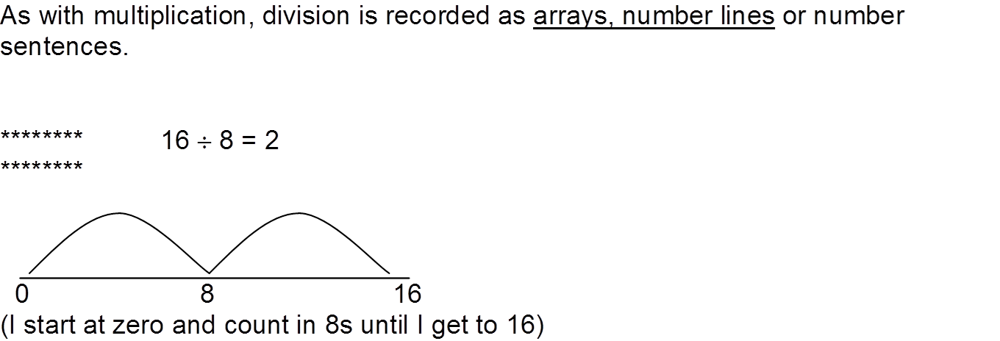 As with multiplication, division is recorded as arrays, number lines or number
sentences.
******** 16 ÷ 8 = 2
********
0 8 16
(I start at zero and count in 8s until I get to 16)